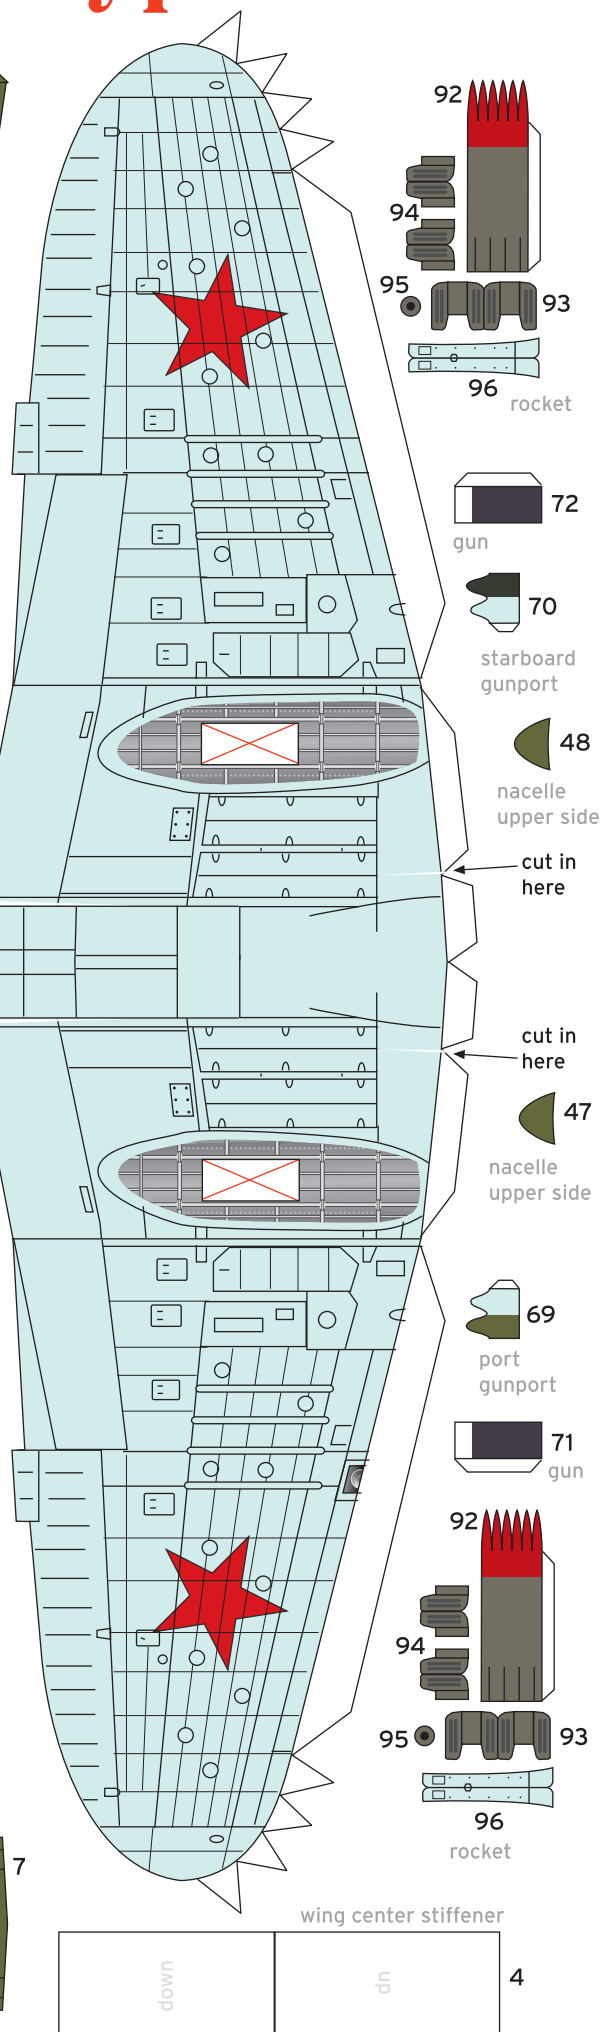 92
94
95
93
96
rocket
72
gun
70
starboard
gunport
48
nacelle
upper side
cut in
here
cut in
here
47
nacelle
upper side
69
port
gunport
71
gun
92
94
95
93
96
rocket
7
wing center stiffener
down
up
4